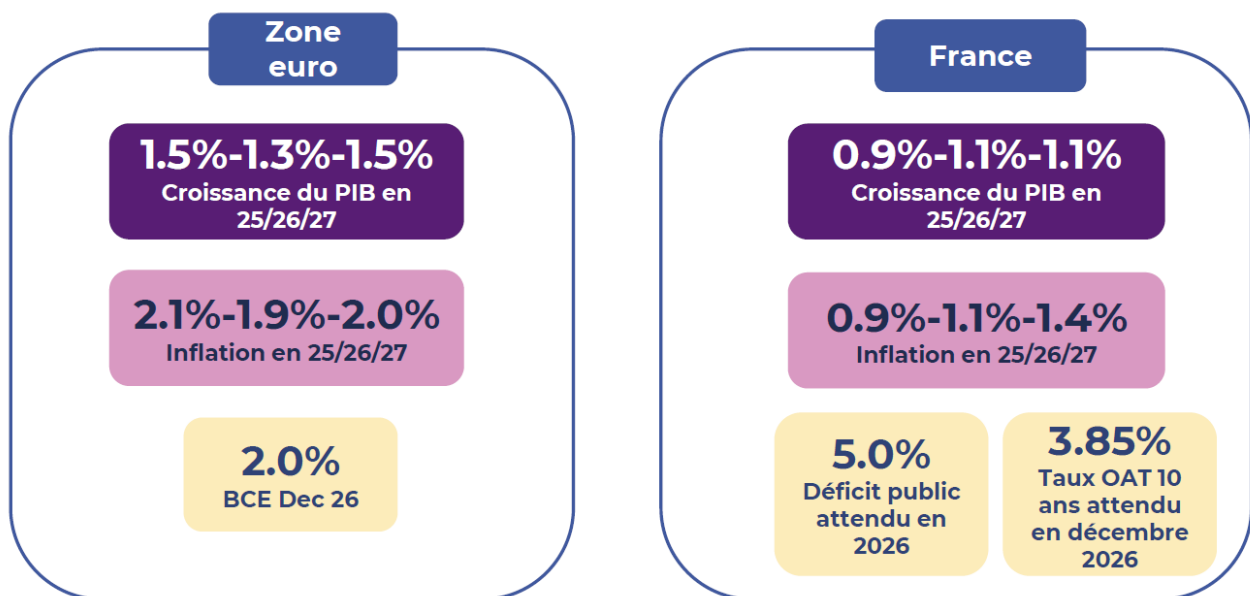 Zone
euro
1.5%-1.3%-1.5%
Croissance du PIB en
25/26/27
2.1%-1.9%-2.0%
Inflation en 25/26/27
2.0%
BCE Dec 26
France
0.9%-1.1%-1.1%
Croissance du PIB en
25/26/27
0.9%-1.1%-1.4%
Inflation en 25/26/27
5.0%
Déficit public
attendu en
2026
3.85%
Taux OAT 10
ans attendu
en décembre
2026